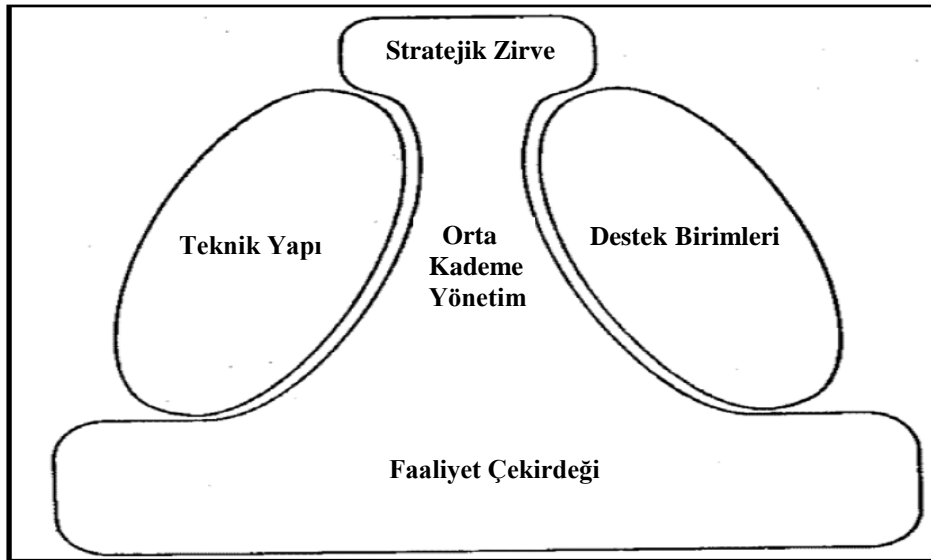 Stratejik Zirve
Teknik Yapı
Orta
Kademe
Yönetim
Destek Birimleri
Faaliyet Çekirdeği